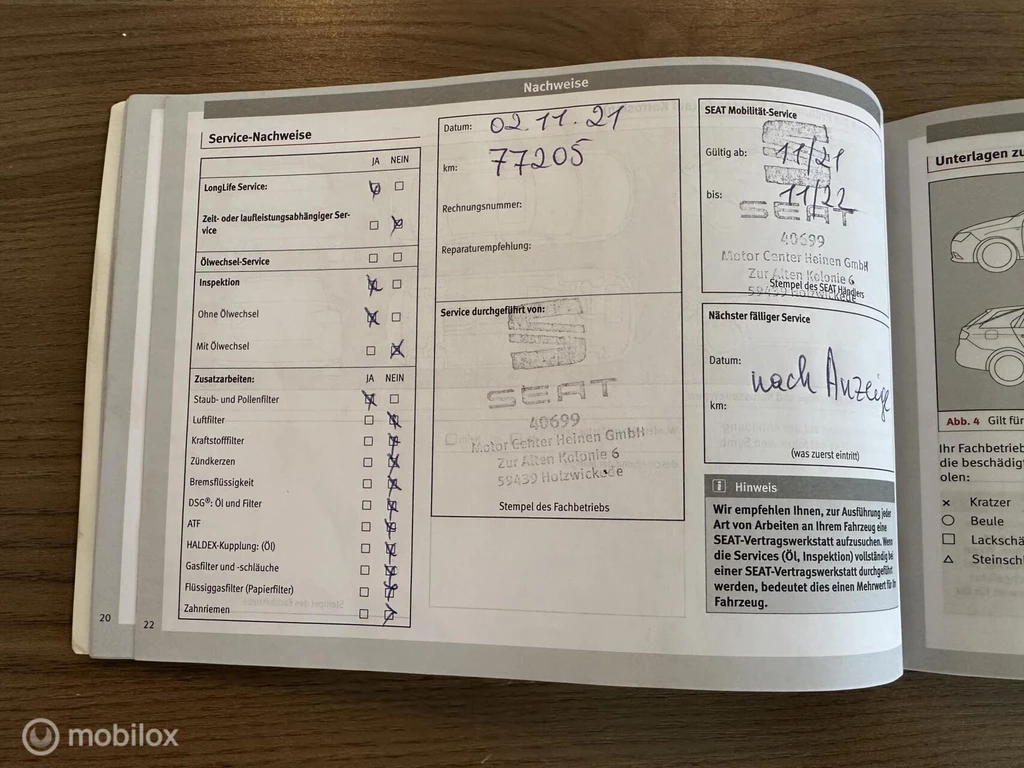 Nachweise
Service-Nachweise
JA NEIN
LongLife Service:
Zeit- oder laufleistungsabhängiger Ser-
vice
Ölwechsel-Service
Inspektion
Ohne Ölwechsel
Mit Ölwechsel
Zusatzarbeiten: JA NEIN
Staub- und Pollenfilter
Luftfilter
Kraftstofffilter
Zündkerzen
Bremsflüssigkeit
DSG®: Öl und Filter
ATF
HALDEX-Kupplung: (Öl)
Gasfilter und -schläuche
Flüssiggasfilter (Papierfilter)
Zahnriemen
20
22
Datum: 02.11.21
km: 77205
Rechnungsnummer:
Reparaturempfehlung:
Service durchgeführt von:
SEAT
40699
Motor Center Heinen GmbH
Zur Alten Kolonie 6
59439 Holzwickede
Stempel des Fachbetriebs
SEAT Mobilität-Service
Gültig ab: 11/21
bis: 11/22
SEAT
40699
Motor Center Heinen GmbH
Zur Alten Kolonie 6
Stempel des SEAT Händlers
59439 Holzwickede
Nächster fälliger Service
Datum:
nach Anzeige
km:
(was zuerst eintritt)
i Hinweis
Wir empfehlen Ihnen, zur Ausführung jeder
Art von Arbeiten an Ihrem Fahrzeug eine
SEAT-Vertragswerkstatt aufzusuchen. Wenn
die Services (Öl, Inspektion) vollständig bei
einer SEAT-Vertragswerkstatt durchgeführt
werden, bedeutet dies einen Mehrwert für Ihr
Fahrzeug.
Unterlagen zu
Abb. 4 Gilt für
Ihr Fachbetrieb
die beschädigt
olen:
Kratzer
Beule
Lackschä
Steinschl
mobilox